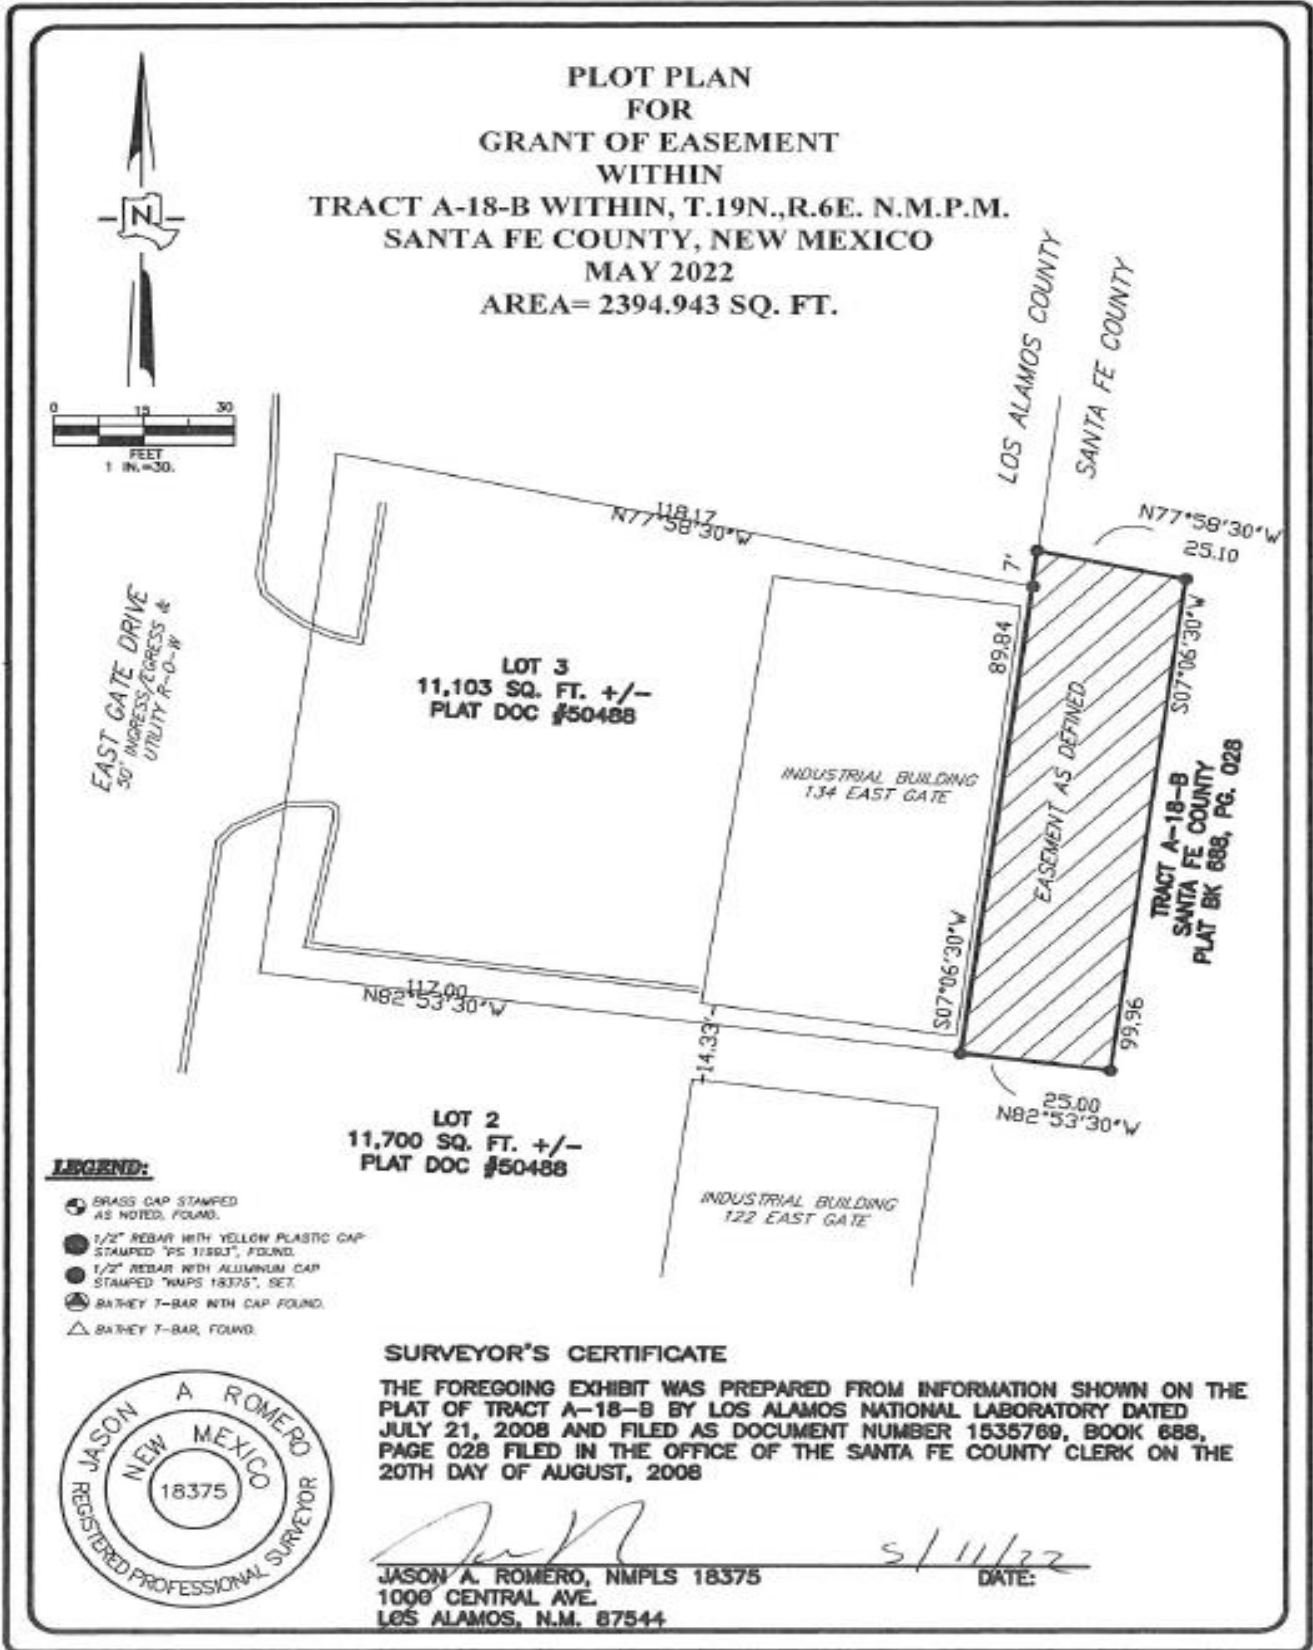 PLOT PLAN
FOR
GRANT OF EASEMENT
WITHIN
TRACT A-18-B WITHIN, T.19N.,R.6E. N.M.P.M.
SANTA FE COUNTY, NEW MEXICO
MAY 2022
AREA= 2394.943 SQ. FT.
N
0 15 30
FEET
1 IN.=30.
LOS ALAMOS COUNTY
SANTA FE COUNTY
118.17
N77°58'30"W
7'
N77°58'30"W
25.10
EAST GATE DRIVE
50' INGRESS/EGRESS &
UTILITY R-O-W
LOT 3
11,103 SQ. FT. +/-
PLAT DOC #50488
INDUSTRIAL BUILDING
134 EAST GATE
89.84
S07°06'30"W
EASEMENT AS DEFINED
S07°06'30"W
99.96
TRACT A-18-B
SANTA FE COUNTY
PLAT BK 688, PG. 028
117.00
N82°53'30"W
14.33'
25.00
N82°53'30"W
LOT 2
11,700 SQ. FT. +/-
PLAT DOC #50488
INDUSTRIAL BUILDING
122 EAST GATE
LEGEND:
BRASS CAP STAMPED
AS NOTED, FOUND.
1/2" REBAR WITH YELLOW PLASTIC CAP
STAMPED "PS", FOUND.
1/2" REBAR WITH ALUMINUM CAP
STAMPED "NMPS 18375", SET.
BATHEY T-BAR WITH CAP FOUND.
BATHEY T-BAR, FOUND.
JASON A ROMERO
NEW MEXICO
18375
REGISTERED PROFESSIONAL SURVEYOR
SURVEYOR'S CERTIFICATE
THE FOREGOING EXHIBIT WAS PREPARED FROM INFORMATION SHOWN ON THE
PLAT OF TRACT A-18-B BY LOS ALAMOS NATIONAL LABORATORY DATED
JULY 21, 2008 AND FILED AS DOCUMENT NUMBER 1535769, BOOK 688,
PAGE 028 FILED IN THE OFFICE OF THE SANTA FE COUNTY CLERK ON THE
20TH DAY OF AUGUST, 2008
5/11/22
JASON A. ROMERO, NMPLS 18375
DATE:
1000 CENTRAL AVE.
LOS ALAMOS, N.M. 87544